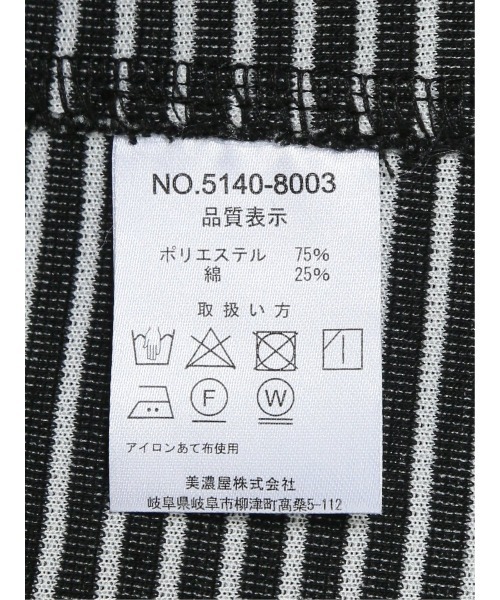 NO.5140-8003
品質表示
ポリエステル 75%
綿 25%
取扱い方
F W
アイロンあて布使用
美濃屋株式会社
岐阜県岐阜市柳津町高桑5-112